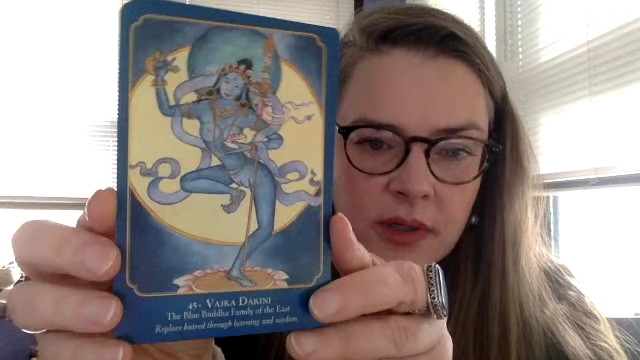 45 • VAJRA DAKINI
The Blue Buddha Family of the East
Replace hatred through learning and wisdom.